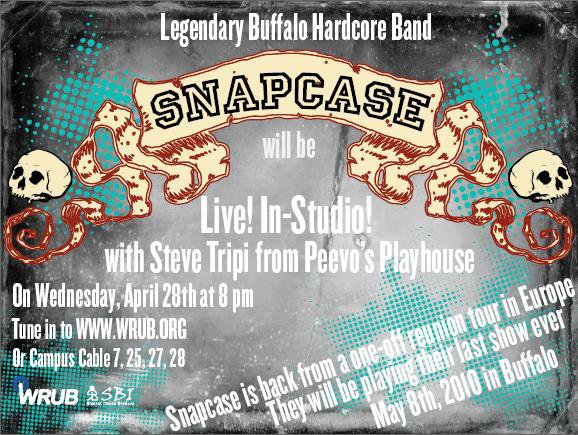 Legendary Buffalo Hardcore Band
SNAPCASE
will be
Live! In-Studio!
with Steve Tripi from Peevo's Playhouse
On Wednesday, April 28th at 8 pm
Tune in to WWW.WRUB.ORG
Or Campus Cable 7, 25, 27, 28
Snapcase is back from a one-off reunion tour in Europe
They will be playing their last show ever
May 8th, 2010 in Buffalo
WRUB
SBI